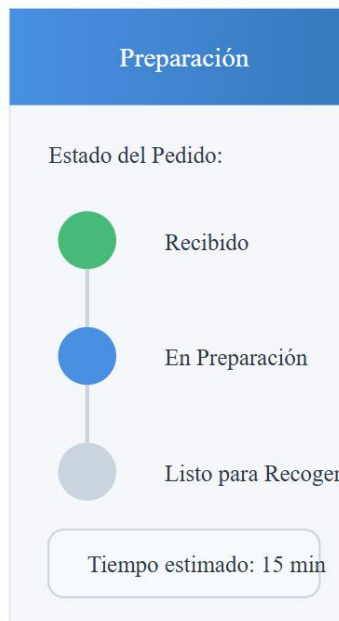 Preparación
Estado del Pedido:
Recibido
En Preparación
Listo para Recoger
Tiempo estimado: 15 min